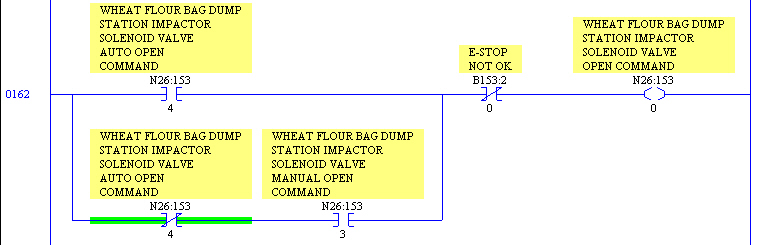 WHEAT FLOUR BAG DUMP
STATION IMPACTOR
SOLENOID VALVE
AUTO OPEN
COMMAND
N26:153
4
E-STOP
NOT OK
B153:2
0
WHEAT FLOUR BAG DUMP
STATION IMPACTOR
SOLENOID VALVE
OPEN COMMAND
N26:153
0
0162
WHEAT FLOUR BAG DUMP
STATION IMPACTOR
SOLENOID VALVE
AUTO OPEN
COMMAND
N26:153
4
WHEAT FLOUR BAG DUMP
STATION IMPACTOR
SOLENOID VALVE
MANUAL OPEN
COMMAND
N26:153
3